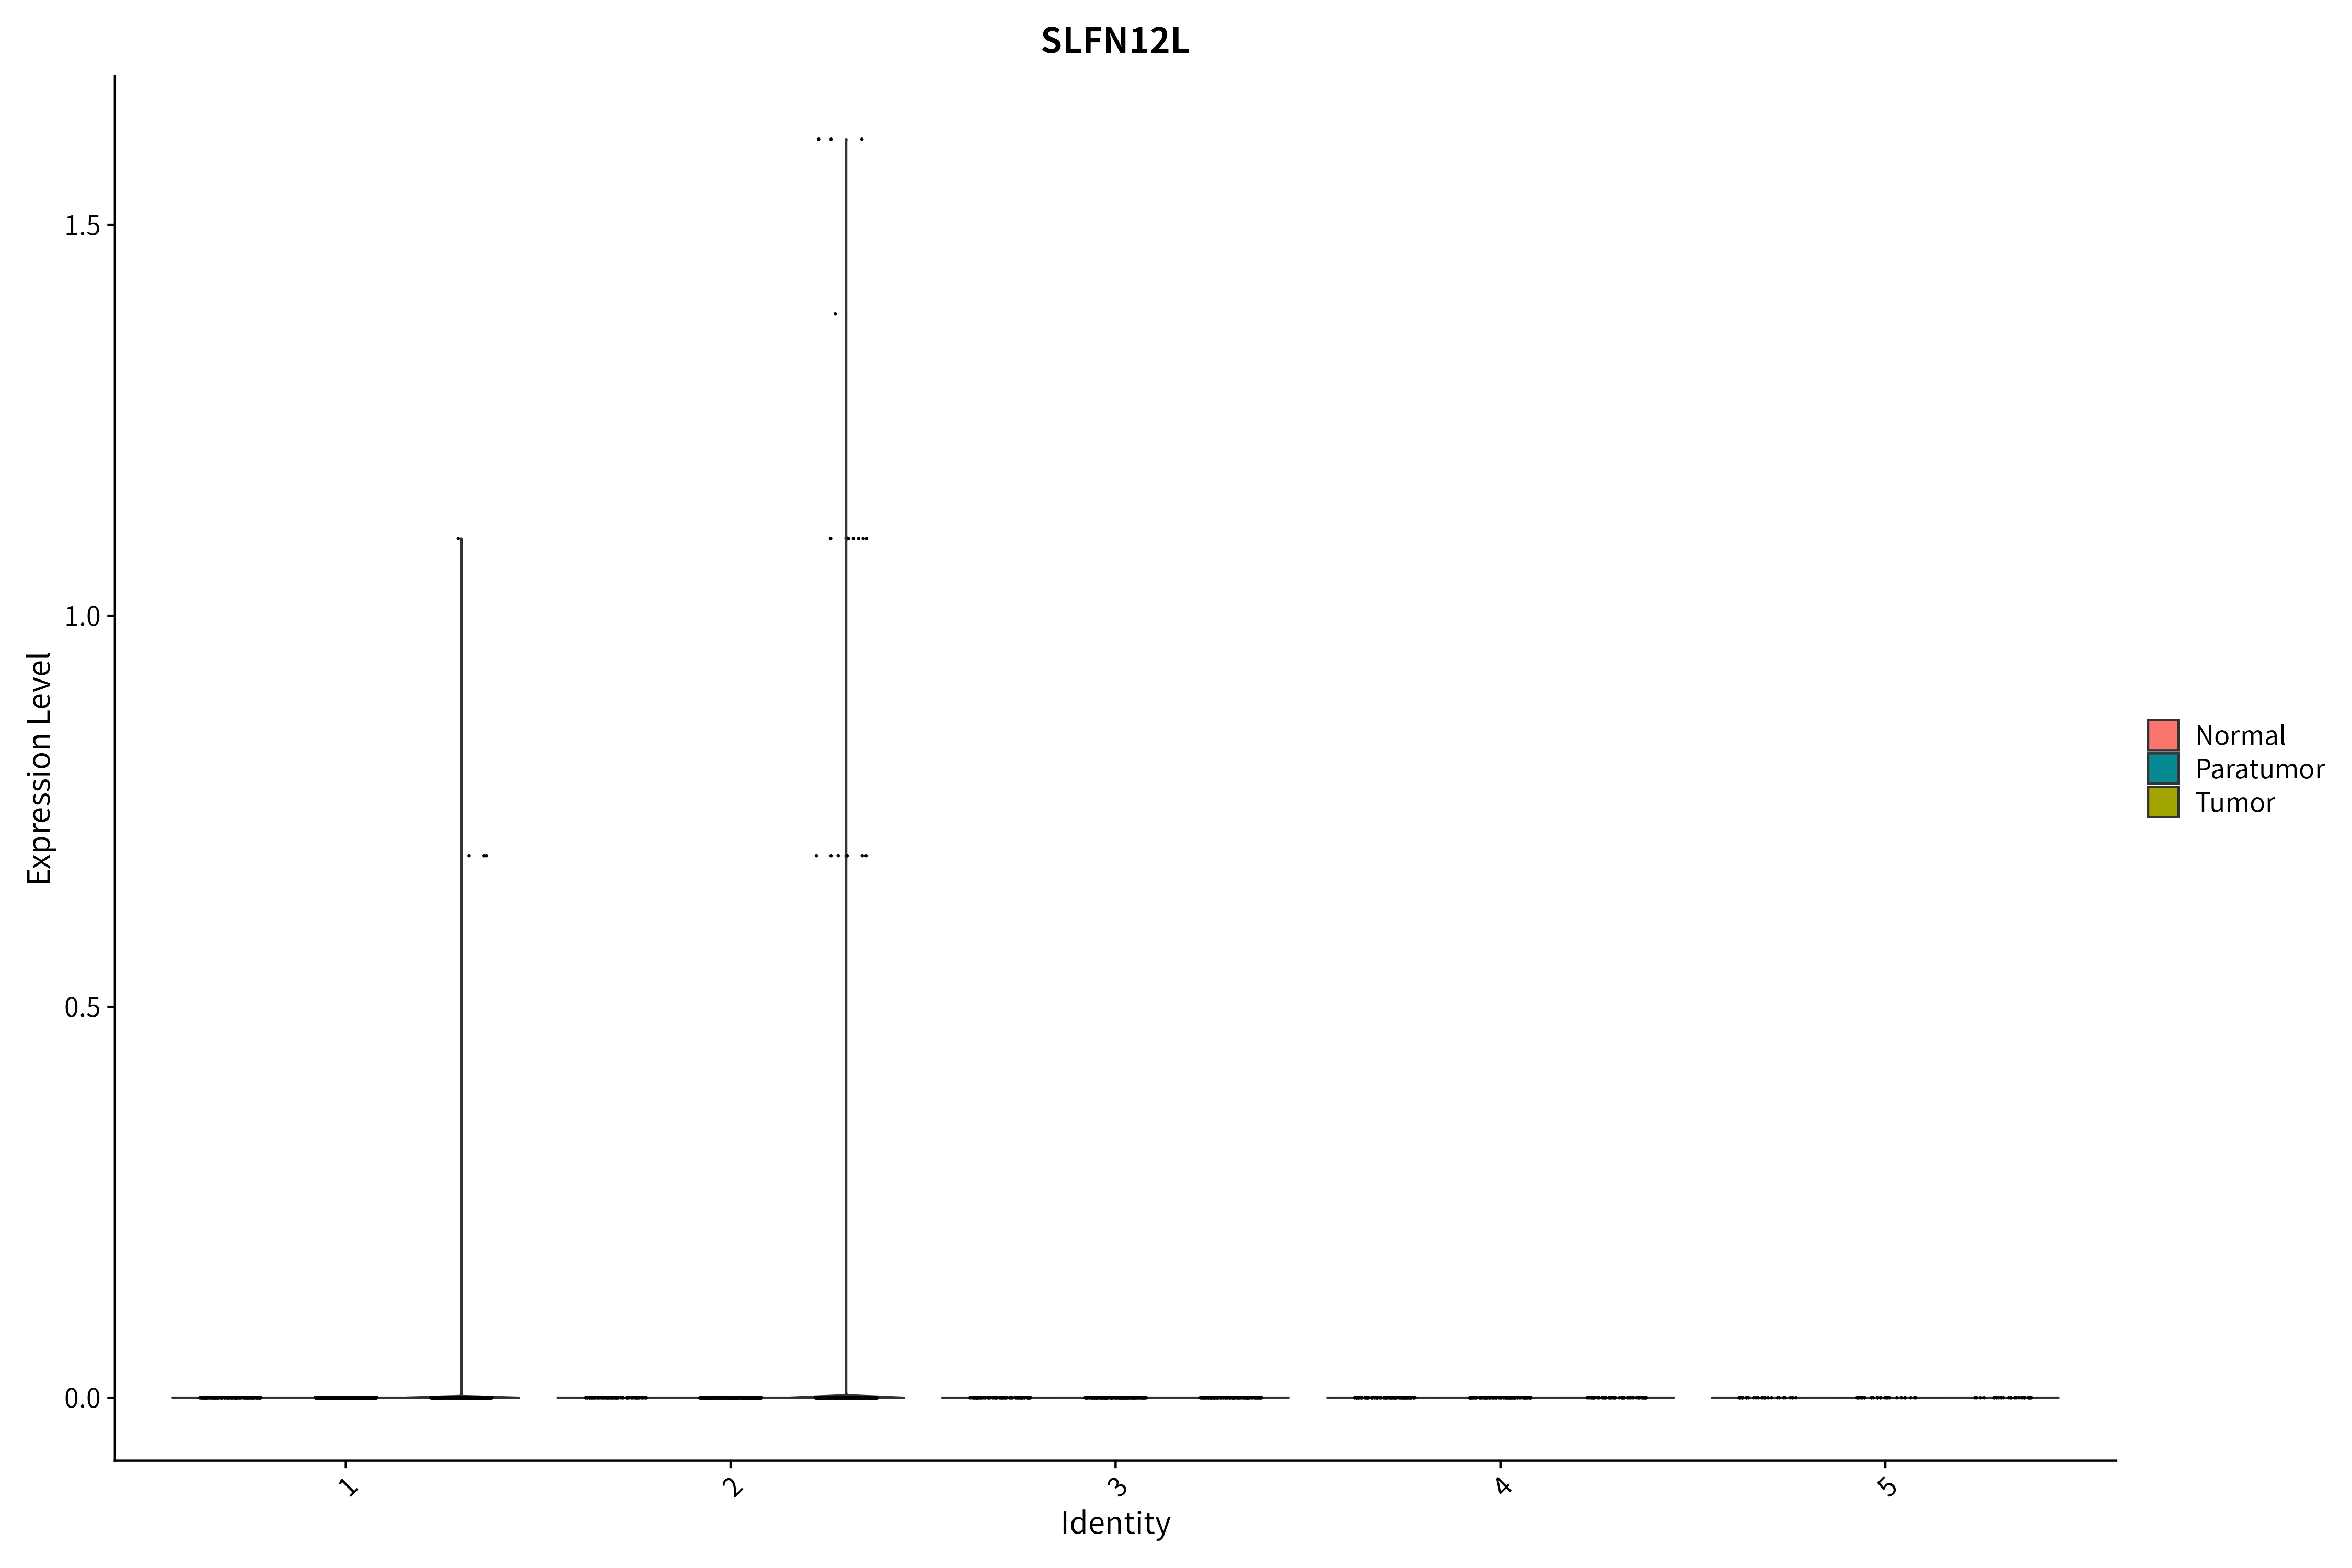 SLFN12L
Expression Level
1.5
1.0
0.5
0.0
1
2
3
4
5
Identity
Normal
Paratumor
Tumor